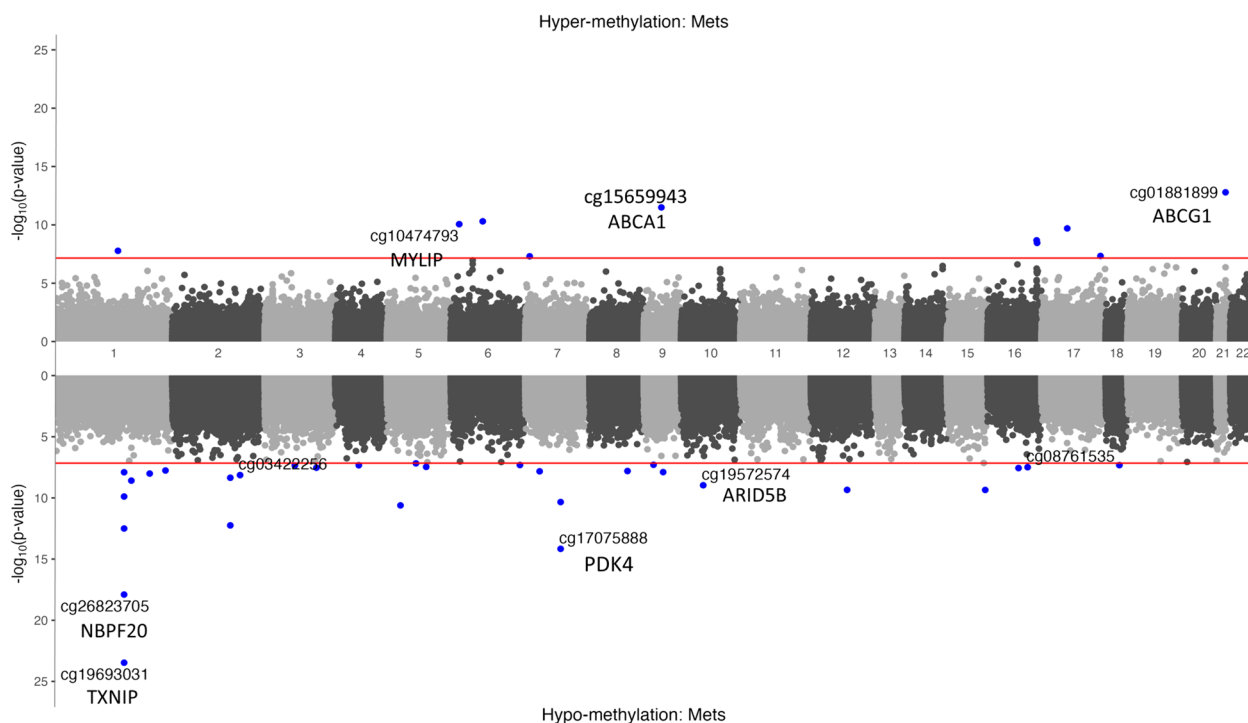 Hyper-methylation: Mets
25
20
15
10
5
0
-log10(p-value)
cg15659943
ABCA1
cg01881899
ABCG1
cg10474793
MYLIP
1 2 3 4 5 6 7 8 9 10 11 12 13 14 15 16 17 18 19 20 21 22
0
5
10
15
20
25
-log10(p-value)
cg03422256
cg08761535
cg19572574
ARID5B
cg17075888
PDK4
cg26823705
NBPF20
cg19693031
TXNIP
Hypo-methylation: Mets